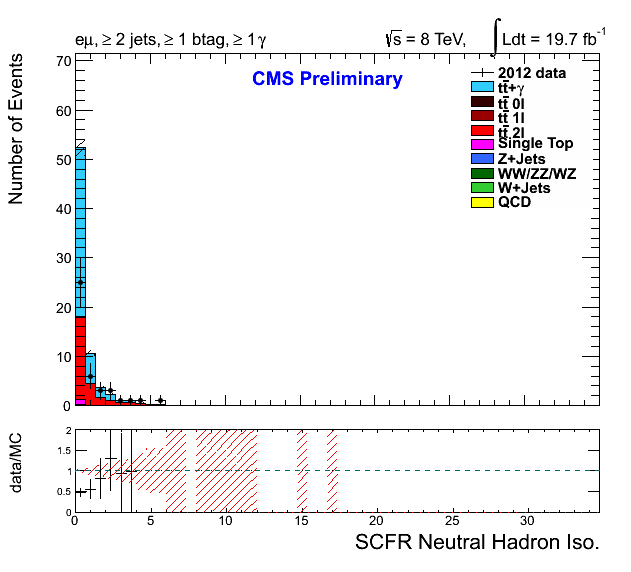 eμ, ≥ 2 jets, ≥ 1 btag, ≥ 1 γ
√s = 8 TeV, ∫ Ldt = 19.7 fb⁻¹
CMS Preliminary
2012 data
tt̄+γ
tt̄ 0l
tt̄ 1l
tt̄ 2l
Single Top
Z+Jets
WW/ZZ/WZ
W+Jets
QCD
Number of Events
70
60
50
40
30
20
10
0
data/MC
2
1.5
1
0.5
0
0 5 10 15 20 25 30
SCFR Neutral Hadron Iso.